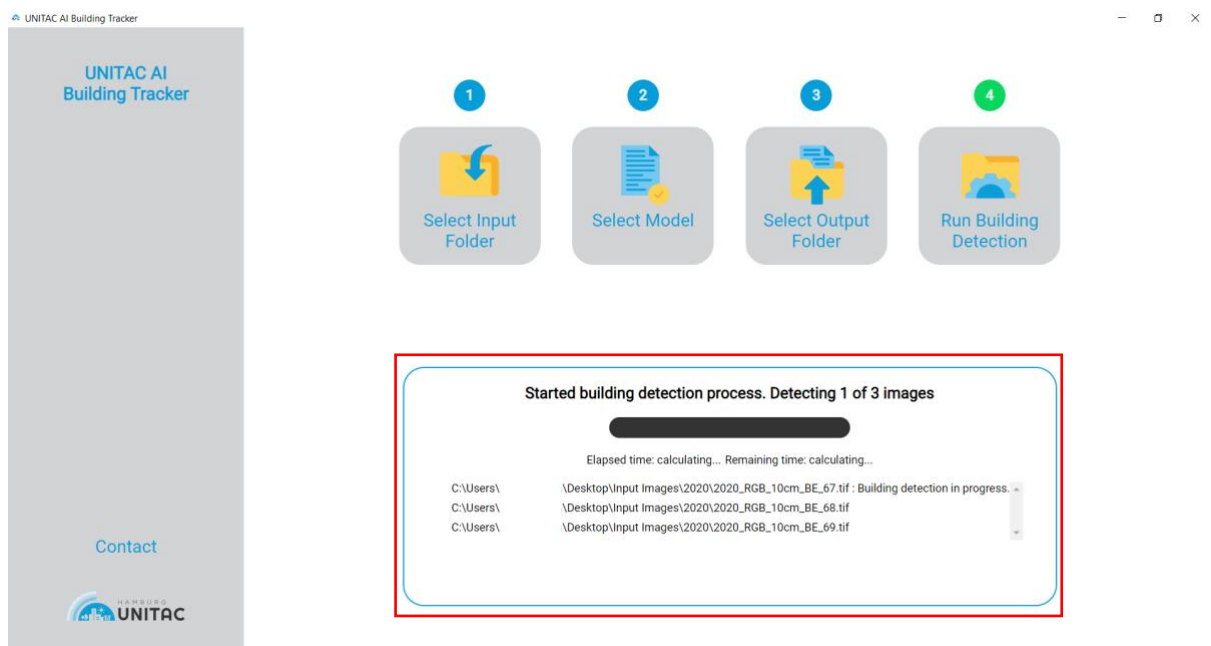 UNITAC AI Building Tracker
UNITAC AI
Building Tracker
1
2
3
4
Select Input
Folder
Select Model
Select Output
Folder
Run Building
Detection
Started building detection process. Detecting 1 of 3 images
Elapsed time: calculating... Remaining time: calculating...
C:\Users\ \Desktop\Input Images\2020\2020_RGB_10cm_BE_67.tif : Building detection in progress.
C:\Users\ \Desktop\Input Images\2020\2020_RGB_10cm_BE_68.tif
C:\Users\ \Desktop\Input Images\2020\2020_RGB_10cm_BE_69.tif
Contact
HAMBURG
UNITAC